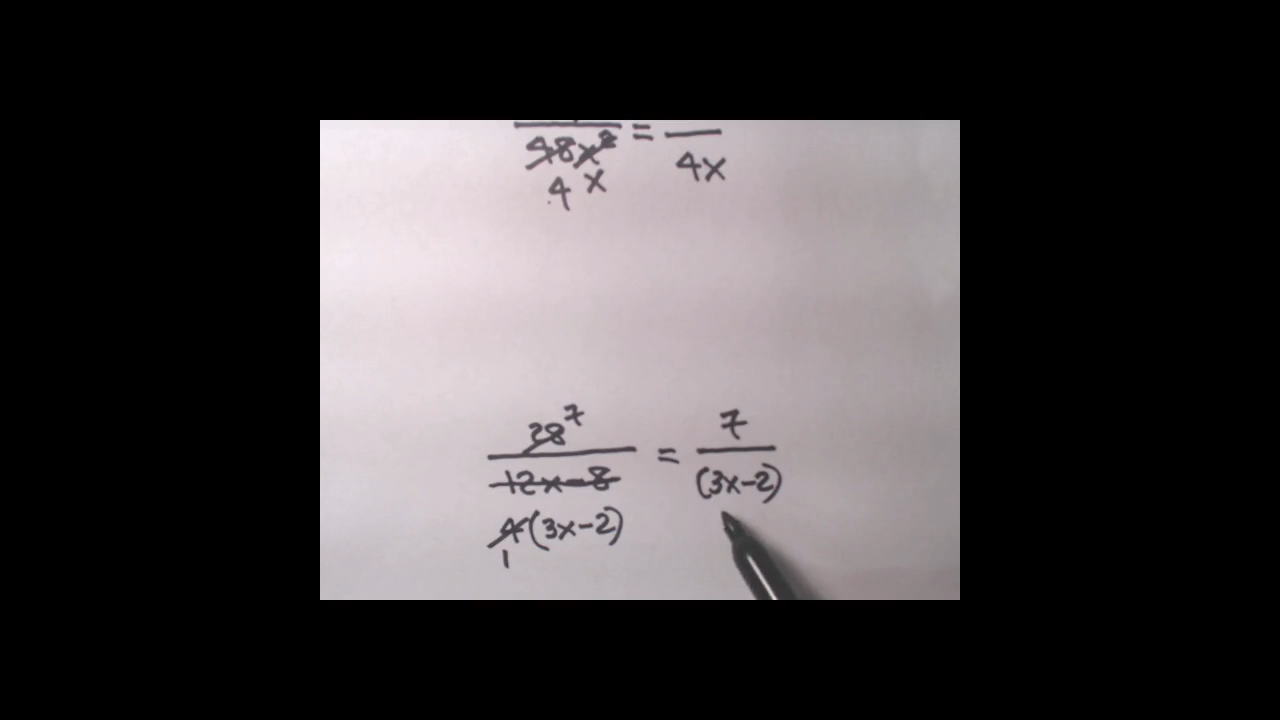 48x² =
4x
4 x
28 7 7
=
12x-8 (3x-2)
4(3x-2)
1